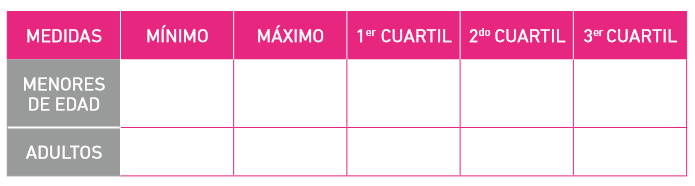 MEDIDAS MÍNIMO MÁXIMO 1er CUARTIL 2do CUARTIL 3er CUARTIL
MENORES
DE EDAD
ADULTOS